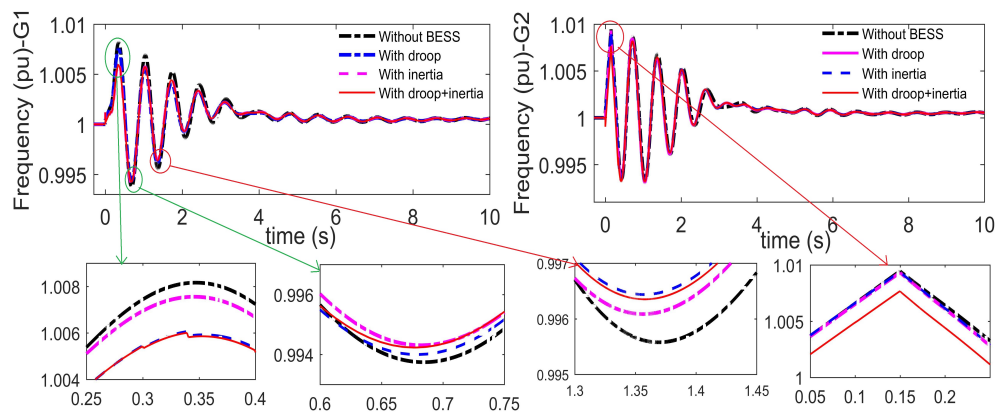 Frequency (pu)-G1
1.01
1.005
1
0.995
Without BESS
With droop
With inertia
With droop+inertia
0 2 4 6 8 10
time (s)
Frequency (pu)-G2
1.01
1.005
1
0.995
Without BESS
With droop
With inertia
With droop+inertia
0 2 4 6 8 10
time (s)
1.008
1.006
1.004
0.25 0.3 0.35 0.4
0.996
0.994
0.6 0.65 0.7 0.75
0.997
0.996
0.995
1.3 1.35 1.4 1.45
1.01
1.005
1
0.05 0.1 0.15 0.2